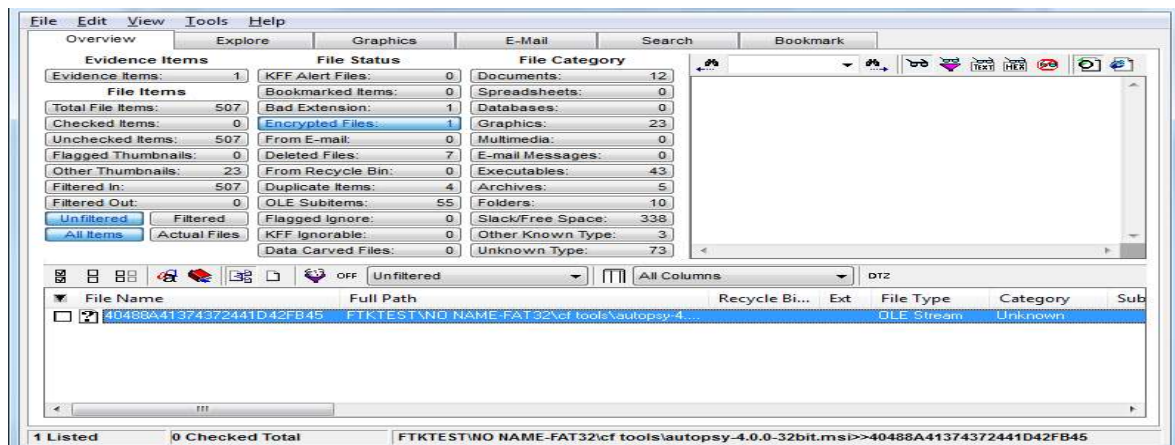 File Edit View Tools Help
Overview Explore Graphics E-Mail Search Bookmark
Evidence Items File Status File Category
Evidence Items: 1 KFF Alert Files: 0 Documents: 12
File Items Bookmarked Items: 0 Spreadsheets: 0
Total File Items: 507 Bad Extension: 1 Databases: 0
Checked Items: 0 Encrypted Files: 1 Graphics: 23
Unchecked Items: 507 From E-mail: 0 Multimedia: 0
Flagged Thumbnails: 0 Deleted Files: 7 E-mail Messages: 0
Other Thumbnails: 23 From Recycle Bin: 0 Executables: 43
Filtered In: 507 Duplicate Items: 4 Archives: 5
Filtered Out: 0 OLE Subitems: 55 Folders: 10
Unfiltered Filtered Flagged Ignore: 0 Slack/Free Space: 338
All Items Actual Files KFF Ignorable: 0 Other Known Type: 3
Data Carved Files: 0 Unknown Type: 73
TEXT HEX
OFF Unfiltered All Columns DTZ
File Name Full Path Recycle Bi... Ext File Type Category Sub
40488A41374372441D42FB45 FTKTEST\NO NAME-FAT32\cf tools\autopsy-4.... OLE Stream Unknown
1 Listed 0 Checked Total FTKTEST\NO NAME-FAT32\cf tools\autopsy-4.0.0-32bit.msi>>40488A41374372441D42FB45